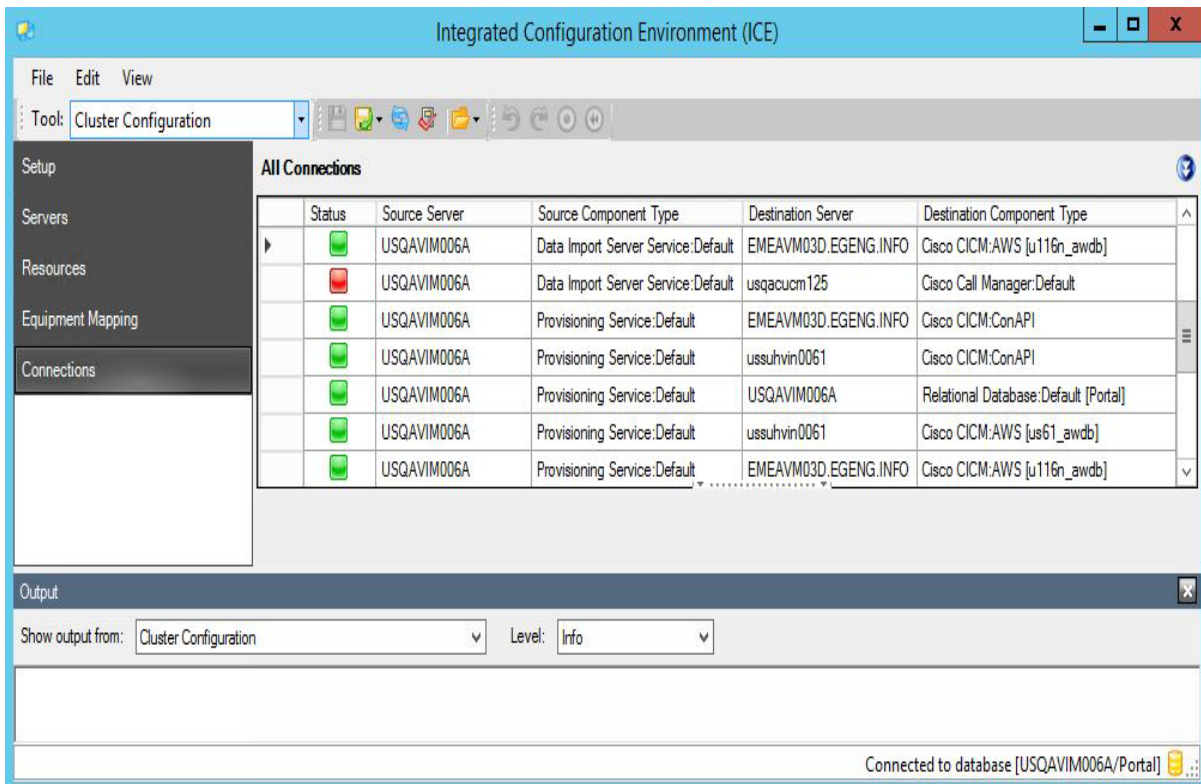 Integrated Configuration Environment (ICE)
File Edit View
Tool: Cluster Configuration
Setup
Servers
Resources
Equipment Mapping
Connections
All Connections
Status Source Server Source Component Type Destination Server Destination Component Type
USQAVIM006A Data Import Server Service:Default EMEAVM03D.EGENG.INFO Cisco CICM:AWS [u116n_awdb]
USQAVIM006A Data Import Server Service:Default usqacucm125 Cisco Call Manager:Default
USQAVIM006A Provisioning Service:Default EMEAVM03D.EGENG.INFO Cisco CICM:ConAPI
USQAVIM006A Provisioning Service:Default ussuhvin0061 Cisco CICM:ConAPI
USQAVIM006A Provisioning Service:Default USQAVIM006A Relational Database:Default [Portal]
USQAVIM006A Provisioning Service:Default ussuhvin0061 Cisco CICM:AWS [us61_awdb]
USQAVIM006A Provisioning Service:Default EMEAVM03D.EGENG.INFO Cisco CICM:AWS [u116n_awdb]
Output
Show output from: Cluster Configuration Level: Info
Connected to database [USQAVIM006A/Portal]